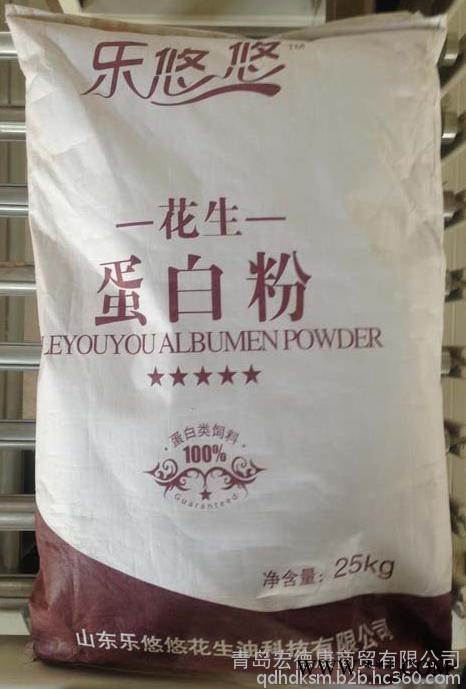 乐悠悠™
—花生—
蛋白粉
LEYOUYOU ALBUMEN POWDER
★★★★★
·蛋白类饲料·
100%
Guaranteed
净含量：25kg
山东乐悠悠花生油科技有限公司
青岛宏德康商贸有限公司
qdhdksm.b2b.hc360.com